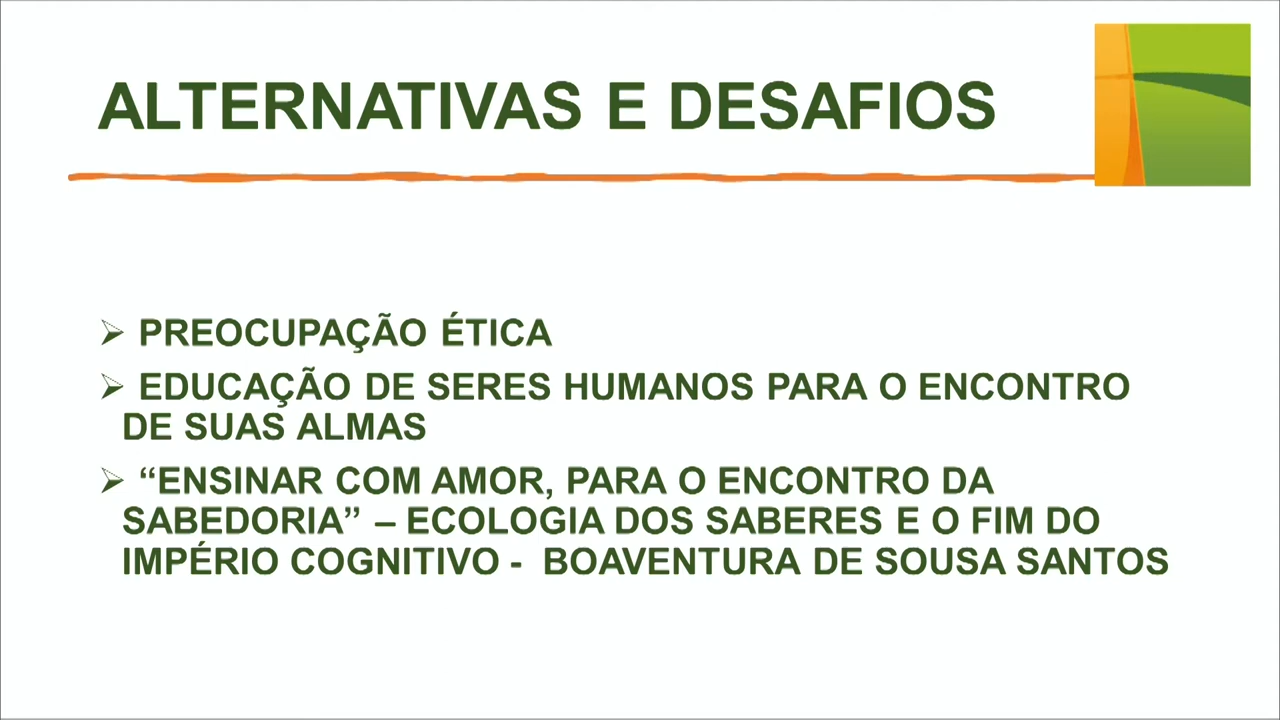 ALTERNATIVAS E DESAFIOS
➢ PREOCUPAÇÃO ÉTICA
➢ EDUCAÇÃO DE SERES HUMANOS PARA O ENCONTRO
DE SUAS ALMAS
➢ “ENSINAR COM AMOR, PARA O ENCONTRO DA
SABEDORIA” – ECOLOGIA DOS SABERES E O FIM DO
IMPÉRIO COGNITIVO - BOAVENTURA DE SOUSA SANTOS